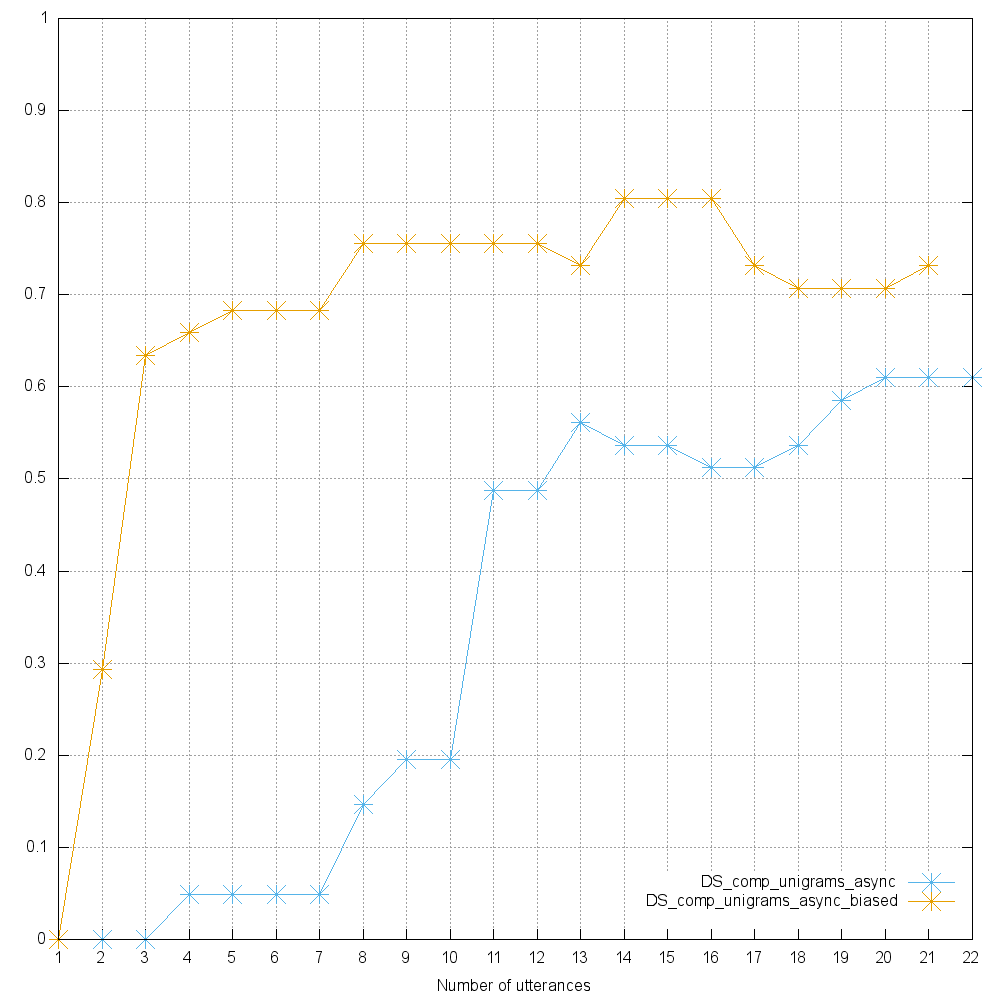 1
0.9
0.8
0.7
0.6
0.5
0.4
0.3
0.2
0.1
0
DS_comp_unigrams_async
DS_comp_unigrams_async_biased
1 2 3 4 5 6 7 8 9 10 11 12 13 14 15 16 17 18 19 20 21 22
Number of utterances